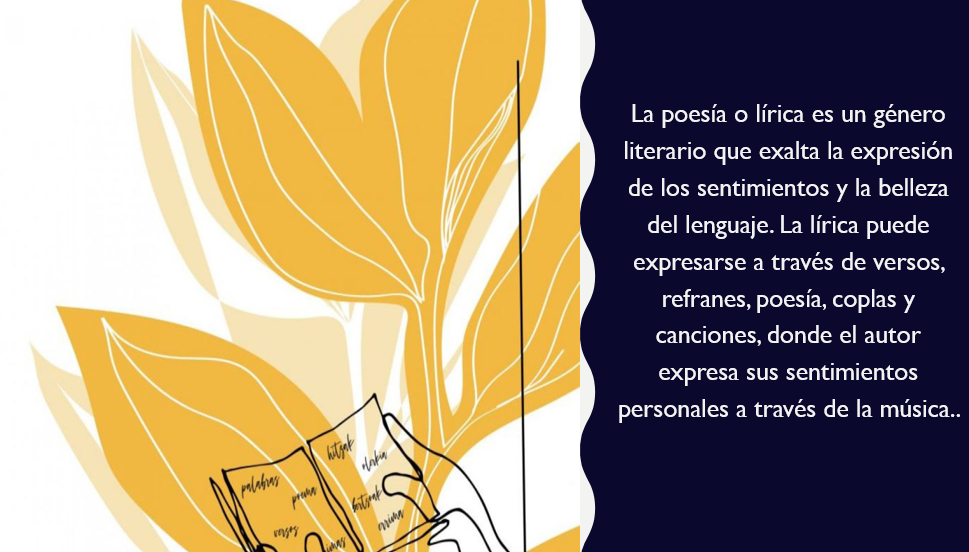 La poesía o lírica es un género
literario que exalta la expresión
de los sentimientos y la belleza
del lenguaje. La lírica puede
expresarse a través de versos,
refranes, poesía, coplas y
canciones, donde el autor
expresa sus sentimientos
personales a través de la música..
palabras
poema
versos
hitzak
olerkia
bertsoak
errima